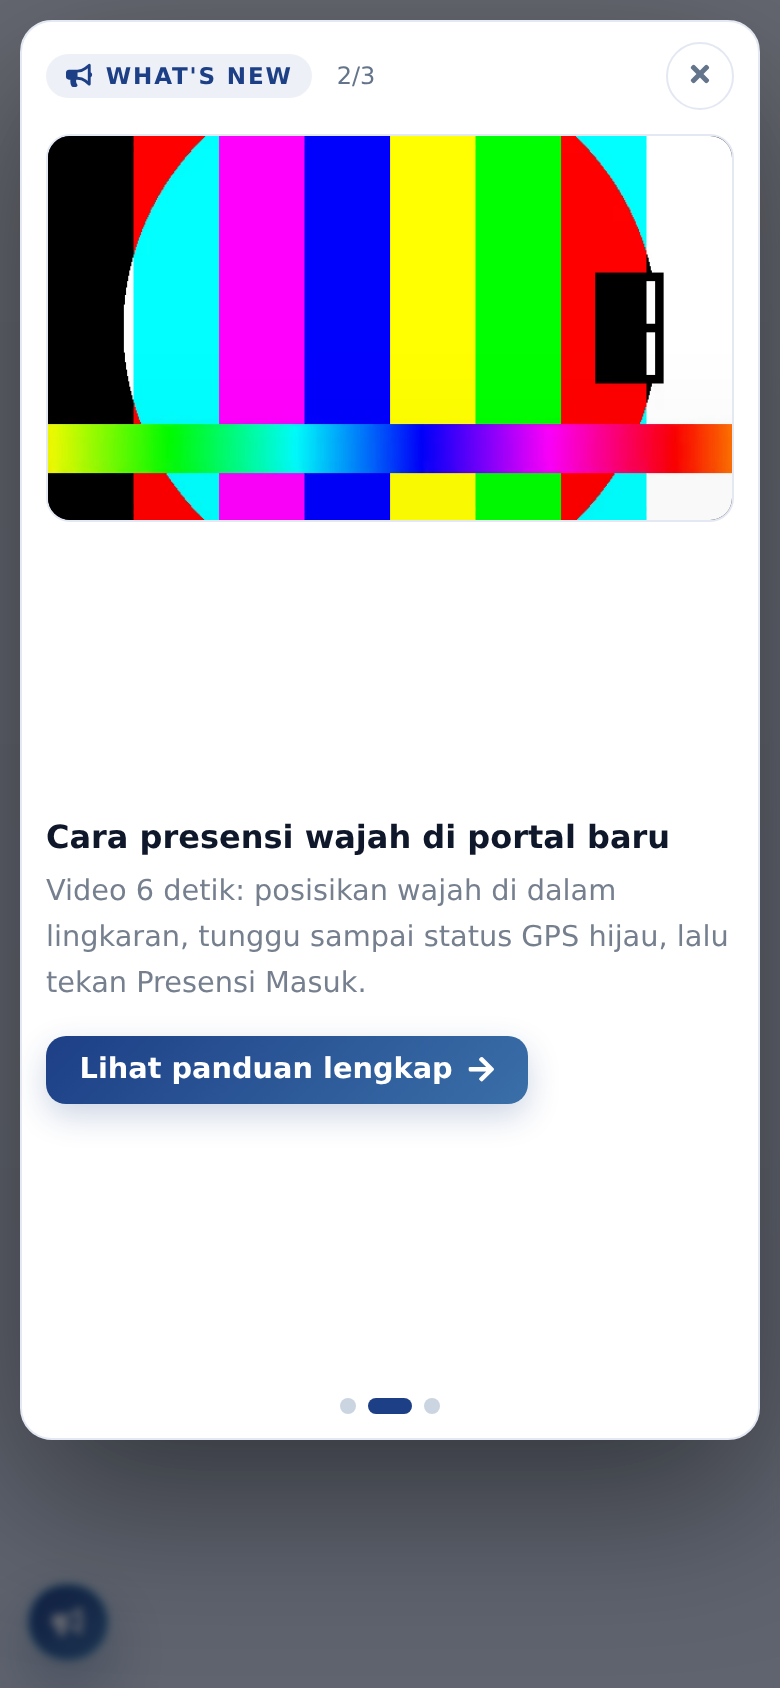 WHAT'S NEW 2/3
Cara presensi wajah di portal baru
Video 6 detik: posisikan wajah di dalam
lingkaran, tunggu sampai status GPS hijau, lalu
tekan Presensi Masuk.
Lihat panduan lengkap